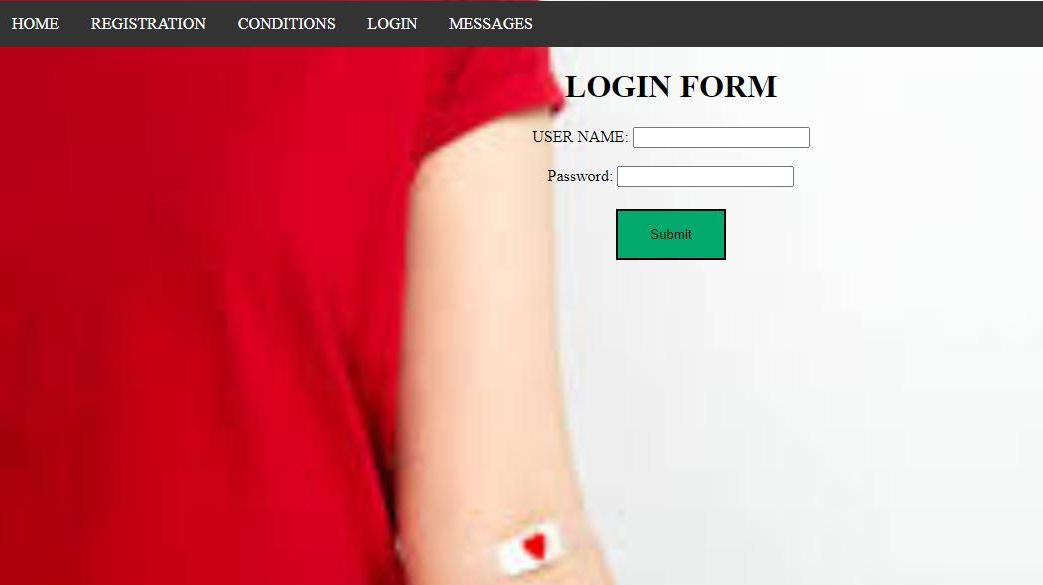 HOME REGISTRATION CONDITIONS LOGIN MESSAGES
LOGIN FORM
USER NAME:
Password:
Submit